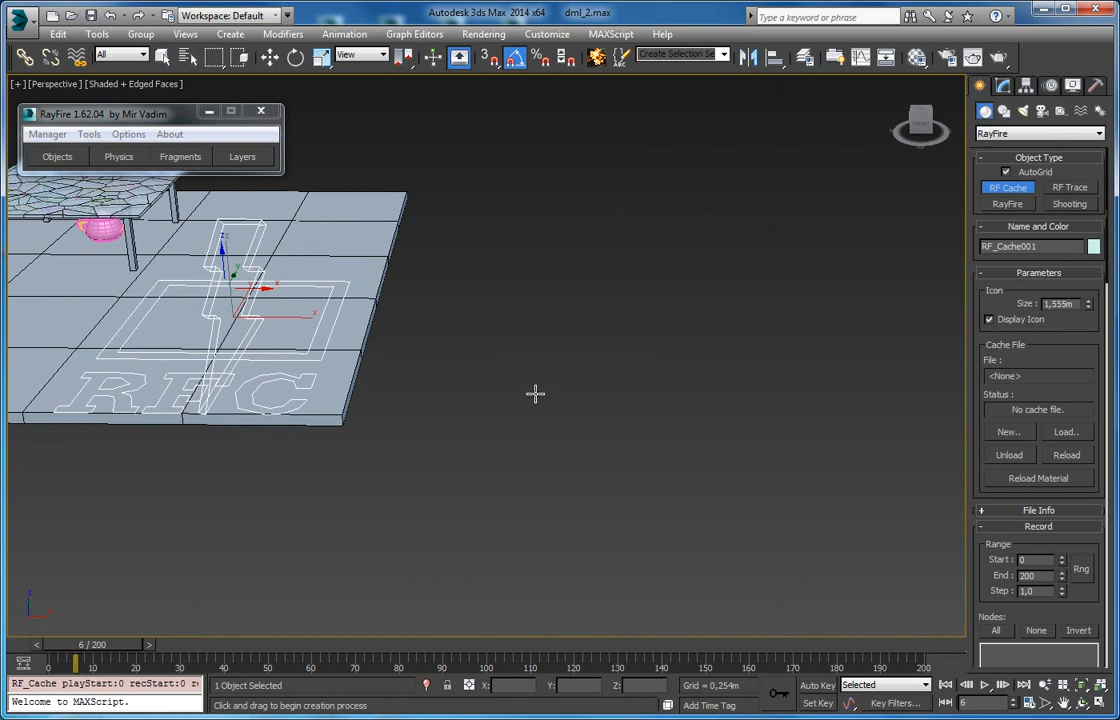 Workspace: Default
Autodesk 3ds Max 2014 x64 dml_2.max
Type a keyword or phrase
Edit Tools Group Views Create Modifiers Animation Graph Editors Rendering Customize MAXScript Help
All
View
Create Selection Se
[+] [Perspective] [Shaded + Edged Faces]
RayFire 1.62.04 by Mir Vadim
Manager Tools Options About
Objects Physics Fragments Layers
FRONT
RFC
RayFire
Object Type
AutoGrid
RF Cache RF Trace
RayFire Shooting
Name and Color
RF_Cache001
Parameters
Icon
Size : 1,555m
Display Icon
Cache File
File :
<None>
Status :
No cache file.
New.. Load..
Unload Reload
Reload Material
File Info
Record
Range
Start : 0
End : 200
Step : 1,0
Rng
Nodes:
All None Invert
6 / 200
0 10 20 30 40 50 60 70 80 90 100 110 120 130 140 150 160 170 180 190 200
RF_Cache playStart:0 recStart:0 r
Welcome to MAXScript.
1 Object Selected
Click and drag to begin creation process
X: Y: Z:
Grid = 0,254m
Add Time Tag
Auto Key Selected
Set Key Key Filters...
6